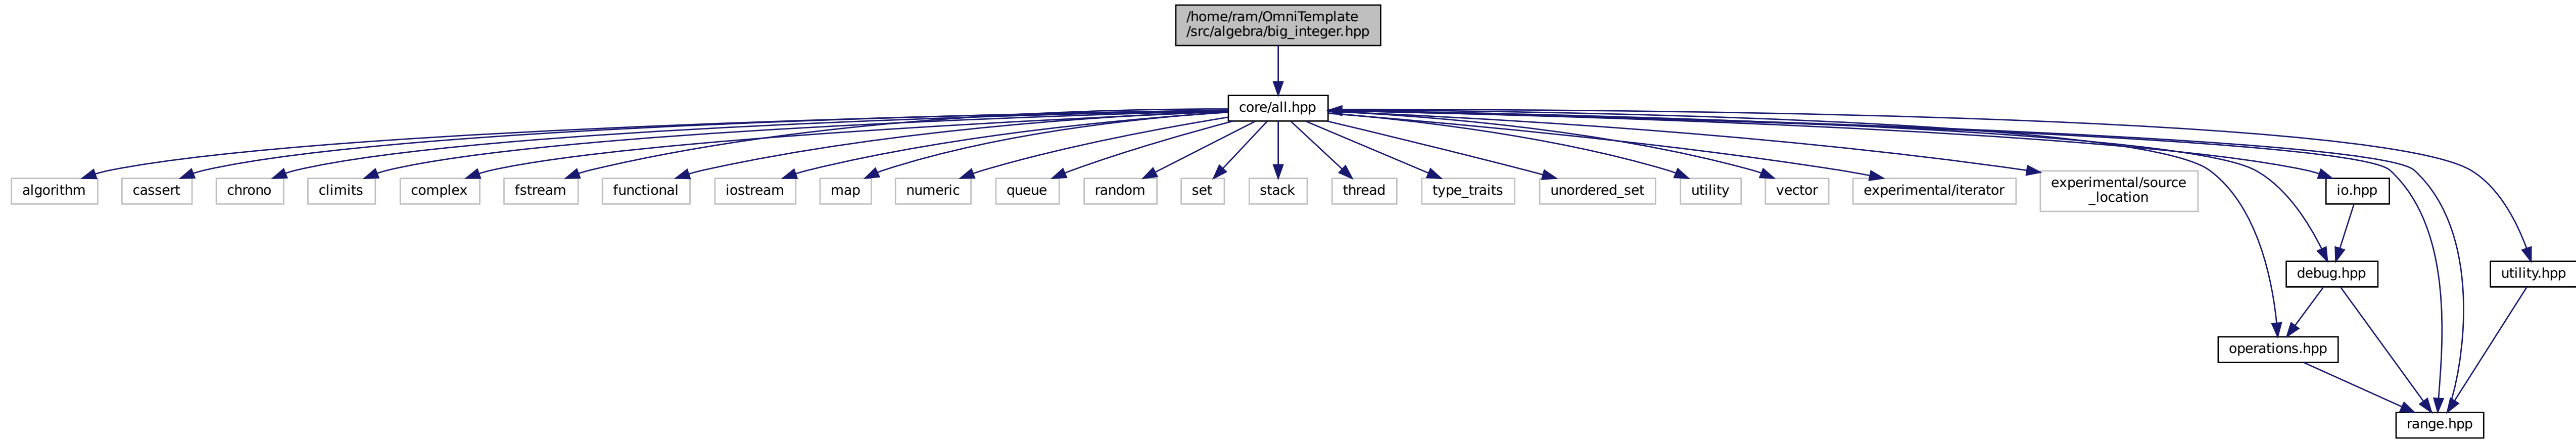 /home/ram/OmniTemplate
/src/algebra/big_integer.hpp
core/all.hpp
algorithm
cassert
chrono
climits
complex
fstream
functional
iostream
map
numeric
queue
random
set
stack
thread
type_traits
unordered_set
utility
vector
experimental/iterator
experimental/source
_location
io.hpp
debug.hpp
utility.hpp
operations.hpp
range.hpp